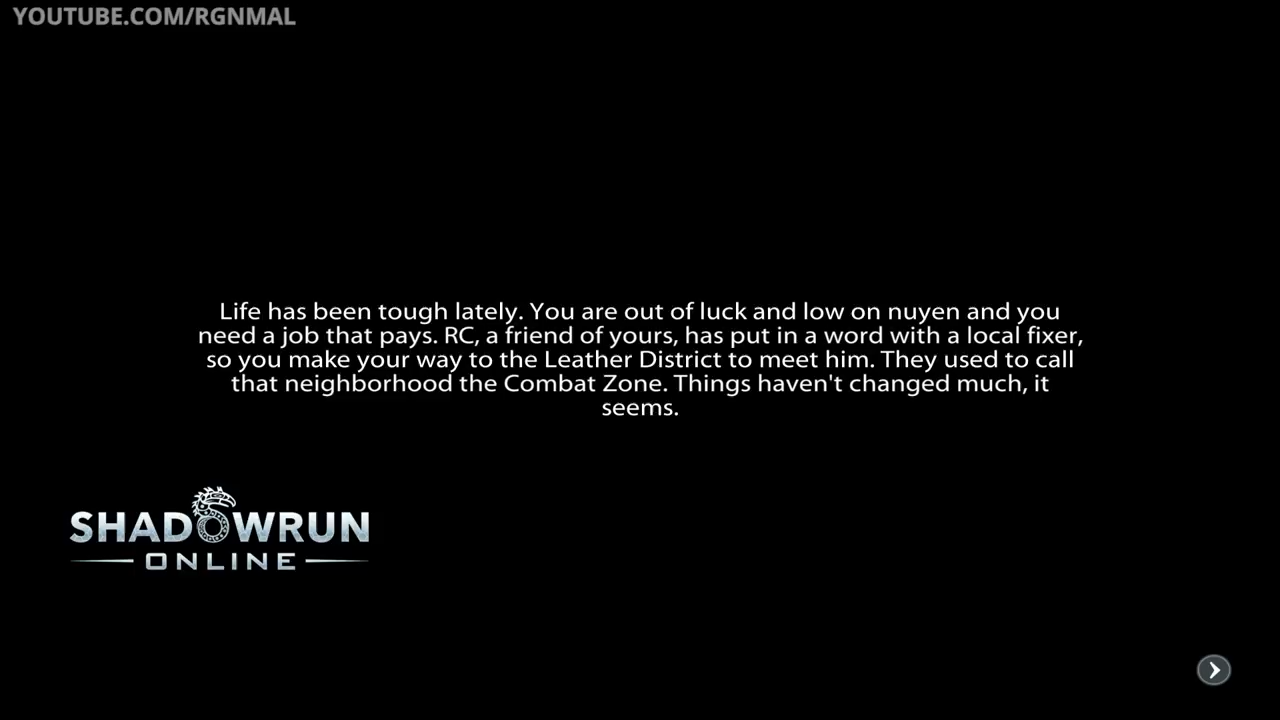 YOUTUBE.COM/RGNMAL
Life has been tough lately. You are out of luck and low on nuyen and you
need a job that pays. RC, a friend of yours, has put in a word with a local fixer,
so you make your way to the Leather District to meet him. They used to call
that neighborhood the Combat Zone. Things haven't changed much, it
seems.
SHADOWRUN
ONLINE